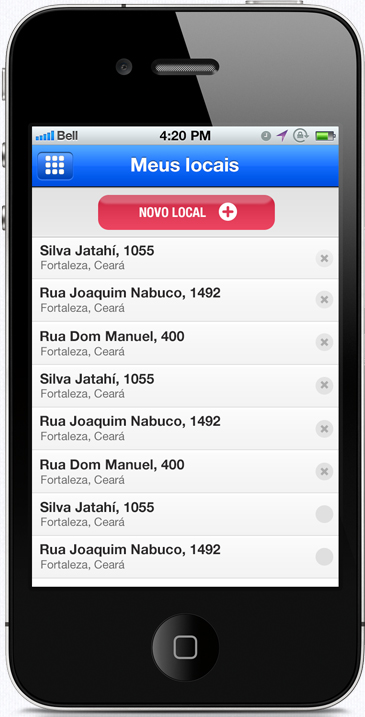 Bell 4:20 PM
Meus locais
NOVO LOCAL
Silva Jatahí, 1055
Fortaleza, Ceará
Rua Joaquim Nabuco, 1492
Fortaleza, Ceará
Rua Dom Manuel, 400
Fortaleza, Ceará
Silva Jatahí, 1055
Fortaleza, Ceará
Rua Joaquim Nabuco, 1492
Fortaleza, Ceará
Rua Dom Manuel, 400
Fortaleza, Ceará
Silva Jatahí, 1055
Fortaleza, Ceará
Rua Joaquim Nabuco, 1492
Fortaleza, Ceará